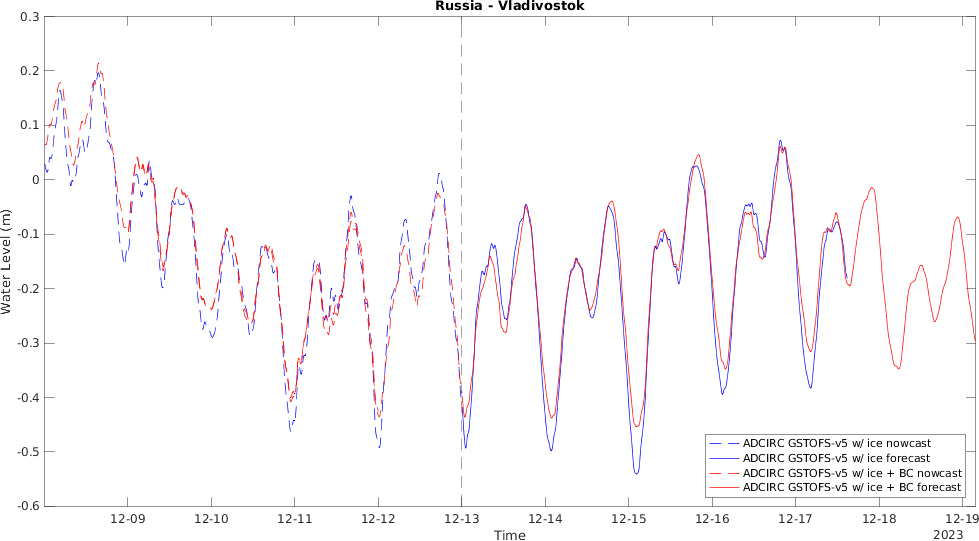 Russia - Vladivostok
0.3
0.2
0.1
0
-0.1
-0.2
-0.3
-0.4
-0.5
-0.6
Water Level (m)
12-09 12-10 12-11 12-12 12-13 12-14 12-15 12-16 12-17 12-18 12-19
Time
2023
ADCIRC GSTOFS-v5 w/ ice nowcast
ADCIRC GSTOFS-v5 w/ ice forecast
ADCIRC GSTOFS-v5 w/ ice + BC nowcast
ADCIRC GSTOFS-v5 w/ ice + BC forecast